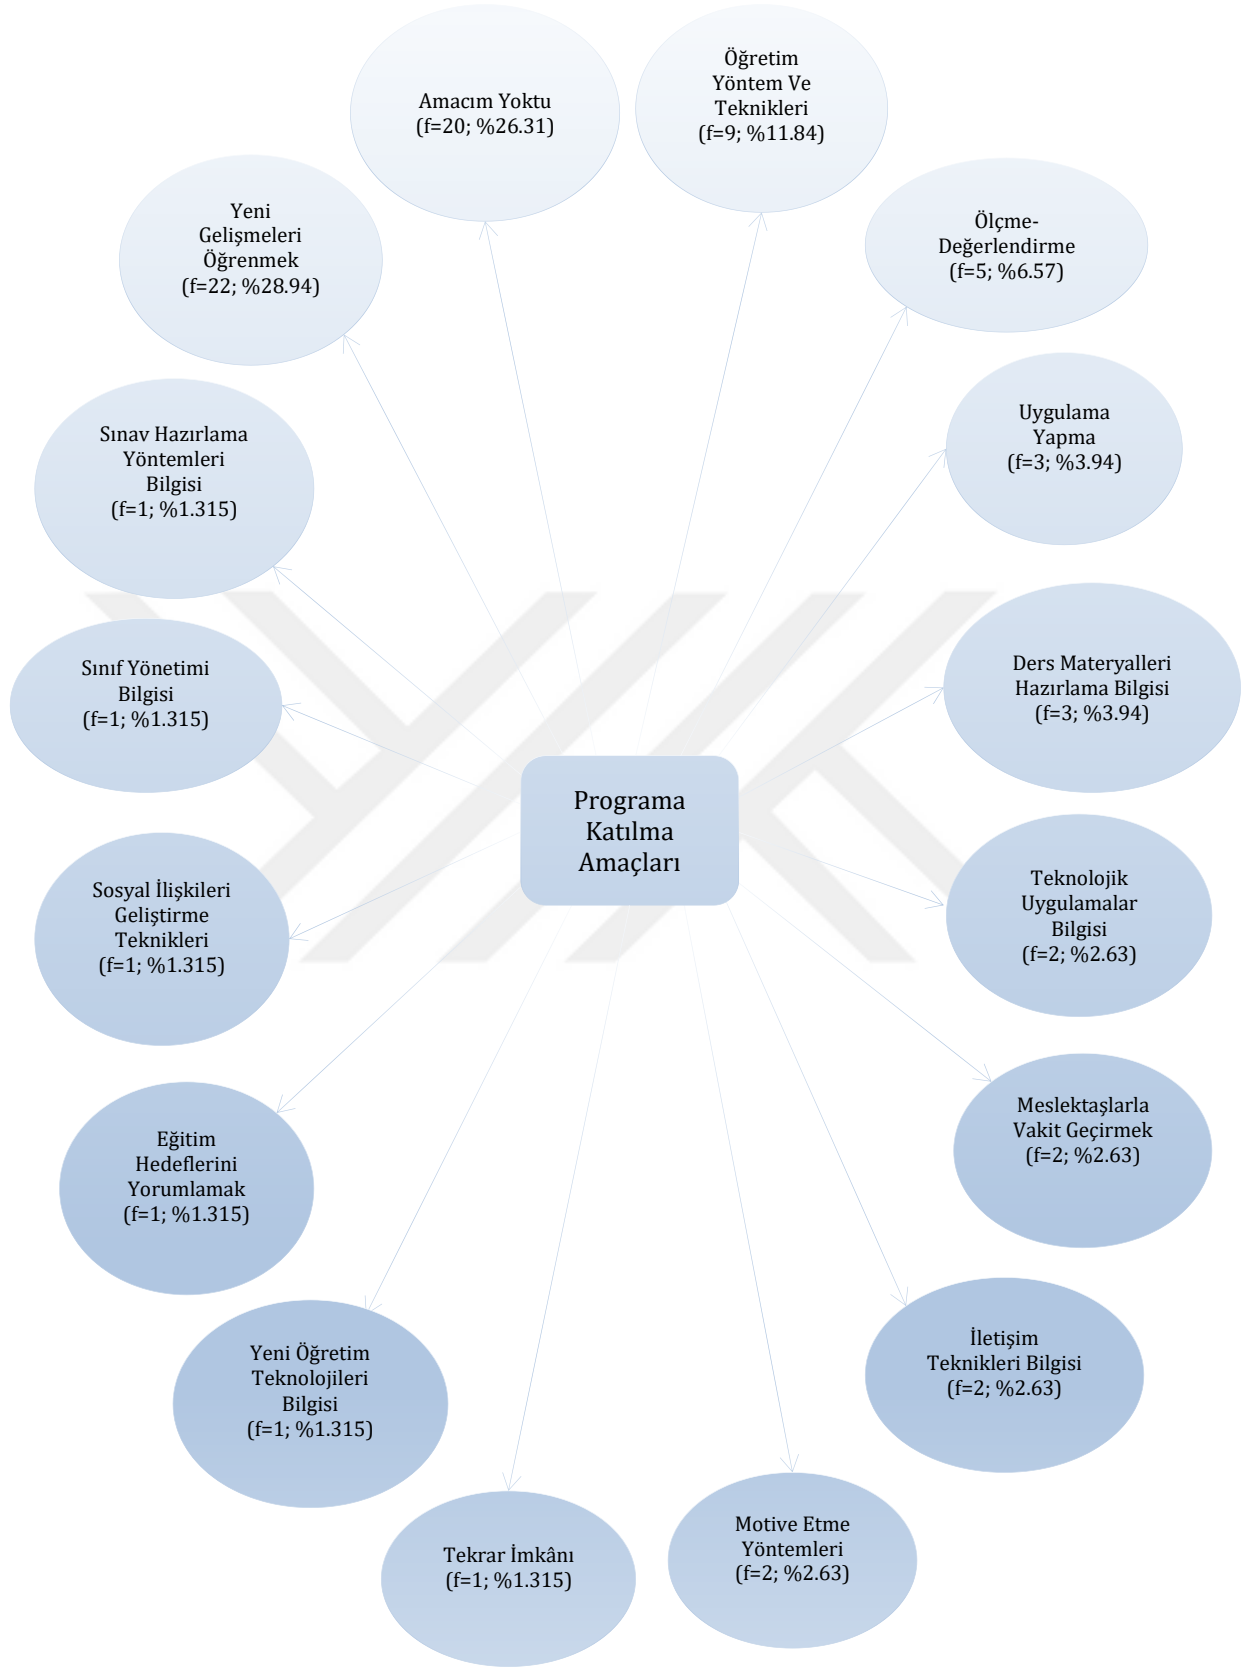 Amacım Yoktu
(f=20; %26.31)
Öğretim
Yöntem Ve
Teknikleri
(f=9; %11.84)
Yeni
Gelişmeleri
Öğrenmek
(f=22; %28.94)
Ölçme-
Değerlendirme
(f=5; %6.57)
Sınav Hazırlama
Yöntemleri
Bilgisi
(f=1; %1.315)
Uygulama
Yapma
(f=3; %3.94)
Sınıf Yönetimi
Bilgisi
(f=1; %1.315)
Ders Materyalleri
Hazırlama Bilgisi
(f=3; %3.94)
Programa
Katılma
Amaçları
Sosyal İlişkileri
Geliştirme
Teknikleri
(f=1; %1.315)
Teknolojik
Uygulamalar
Bilgisi
(f=2; %2.63)
Eğitim
Hedeflerini
Yorumlamak
(f=1; %1.315)
Meslektaşlarla
Vakit Geçirmek
(f=2; %2.63)
Yeni Öğretim
Teknolojileri
Bilgisi
(f=1; %1.315)
İletişim
Teknikleri Bilgisi
(f=2; %2.63)
Tekrar İmkânı
(f=1; %1.315)
Motive Etme
Yöntemleri
(f=2; %2.63)